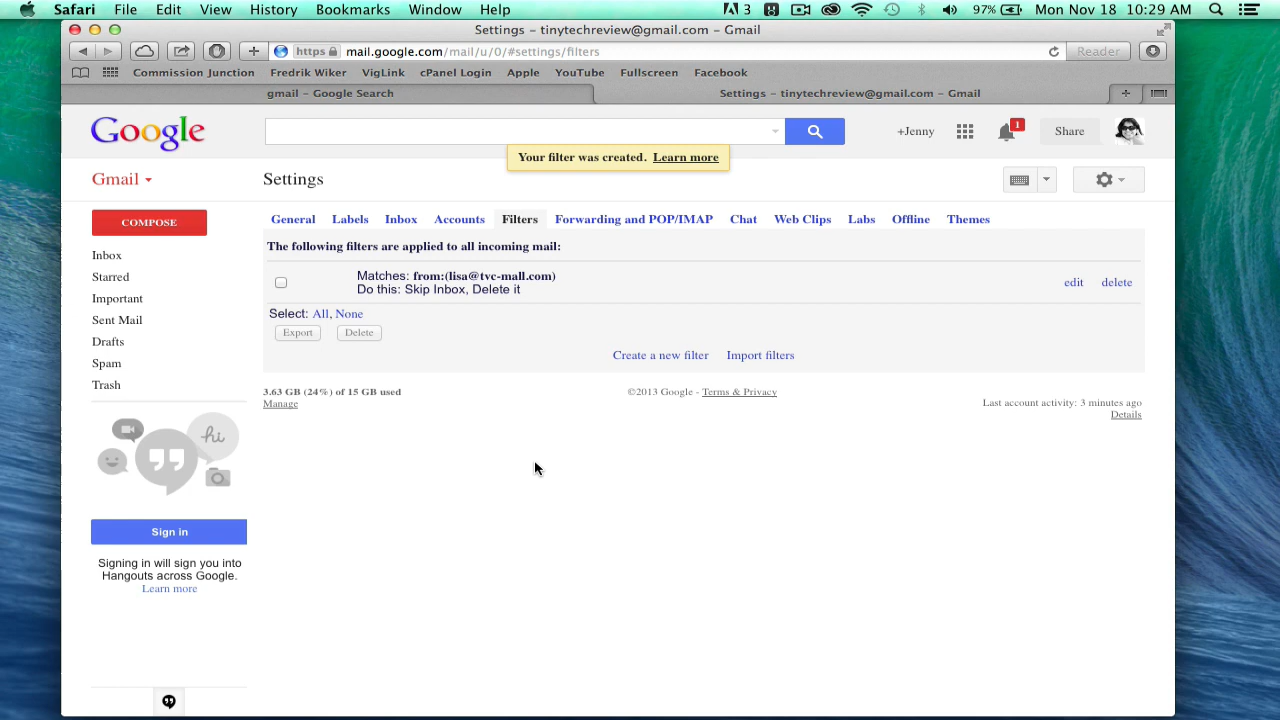 Safari File Edit View History Bookmarks Window Help 3 97% Mon Nov 18 10:29 AM
Settings – tinytechreview@gmail.com – Gmail
https mail.google.com/mail/u/0/#settings/filters Reader
Commission Junction Fredrik Wiker VigLink cPanel Login Apple YouTube Fullscreen Facebook
gmail – Google Search Settings – tinytechreview@gmail.com – Gmail
Google +Jenny 1 Share
Your filter was created. Learn more
Gmail Settings
COMPOSE
General Labels Inbox Accounts Filters Forwarding and POP/IMAP Chat Web Clips Labs Offline Themes
The following filters are applied to all incoming mail:
Matches: from:(lisa@tvc-mall.com)
Do this: Skip Inbox, Delete it
edit delete
Select: All, None
Export Delete
Create a new filter Import filters
3.63 GB (24%) of 15 GB used
Manage
©2013 Google - Terms & Privacy
Last account activity: 3 minutes ago
Details
Inbox
Starred
Important
Sent Mail
Drafts
Spam
Trash
hi
Sign in
Signing in will sign you into
Hangouts across Google.
Learn more